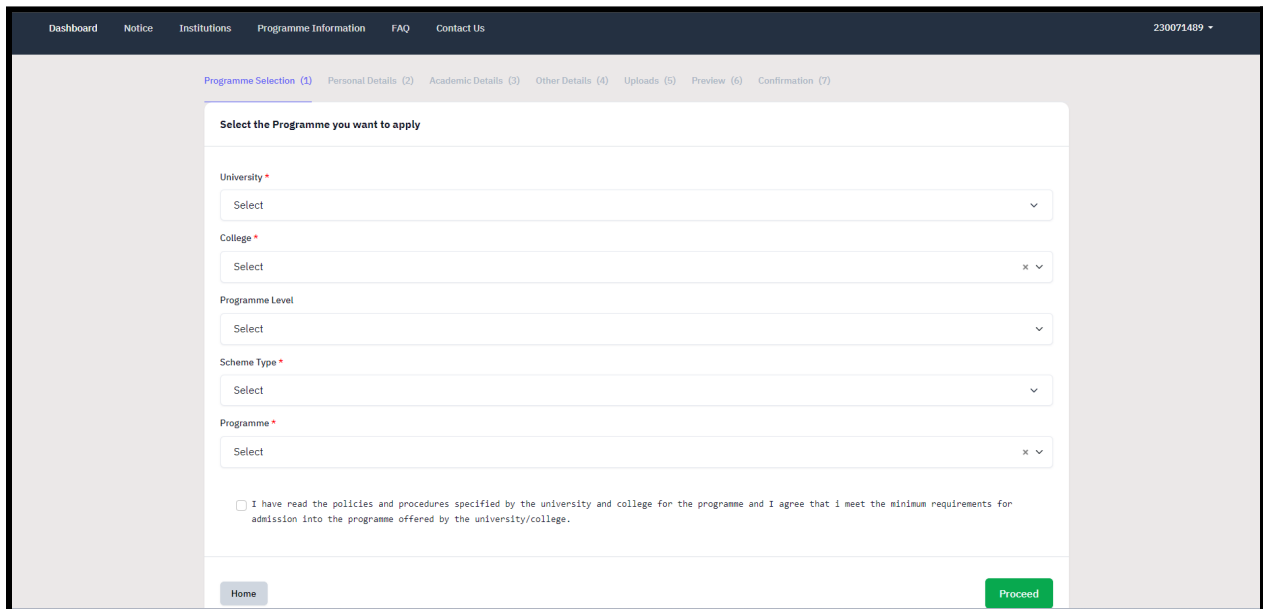 Dashboard Notice Institutions Programme Information FAQ Contact Us 230071489
Programme Selection (1) Personal Details (2) Academic Details (3) Other Details (4) Uploads (5) Preview (6) Confirmation (7)
Select the Programme you want to apply
University *
Select
College *
Select
Programme Level
Select
Scheme Type *
Select
Programme *
Select
I have read the policies and procedures specified by the university and college for the programme and I agree that i meet the minimum requirements for
admission into the programme offered by the university/college.
Home Proceed